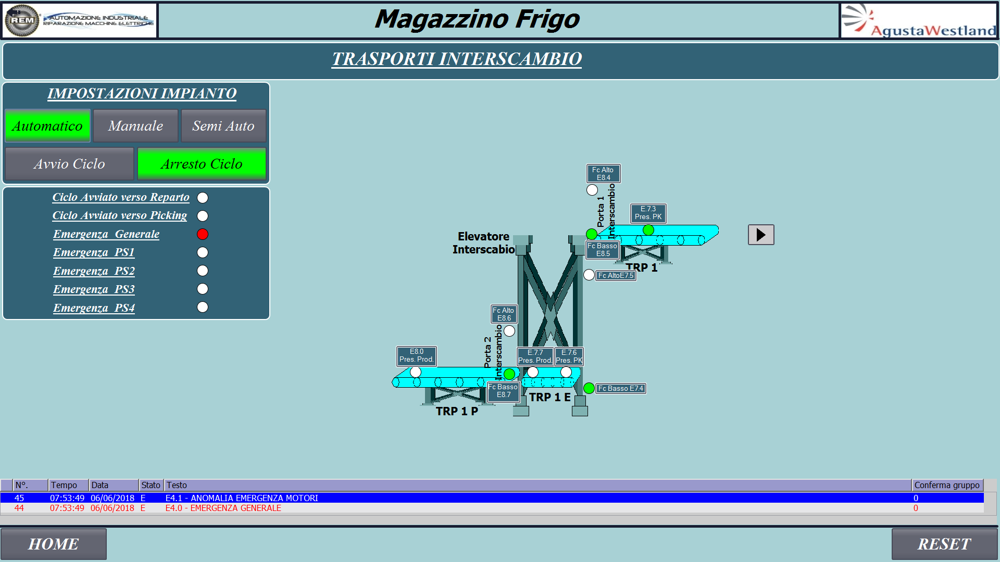 REM
AUTOMAZIONE INDUSTRIALE
RIPARAZIONE MACCHINE ELETTRICHE
Magazzino Frigo
AgustaWestland
TRASPORTI INTERSCAMBIO
IMPOSTAZIONI IMPIANTO
Automatico
Manuale
Semi Auto
Avvio Ciclo
Arresto Ciclo
Ciclo Avviato verso Reparto
Ciclo Avviato verso Picking
Emergenza Generale
Emergenza PS1
Emergenza PS2
Emergenza PS3
Emergenza PS4
Fc Alto
E8.4
Porta 1
Interscambio
E.7.3
Pres. PK
Elevatore
Interscabio
Fc Basso
E8.5
TRP 1
Fc AltoE7.5
Fc Alto
E8.6
Porta 2
Interscambio
E8.0
Pres. Prod.
E.7.7
Pres. Prod.
E.7.6
Pres. PK
Fc Basso
E8.7
Fc Basso E7.4
TRP 1 E
TRP 1 P
N°. Tempo Data Stato Testo Conferma gruppo
45 07:53:49 06/06/2018 E E4.1 - ANOMALIA EMERGENZA MOTORI 0
44 07:53:49 06/06/2018 E E4.0 - EMERGENZA GENERALE 0
HOME
RESET